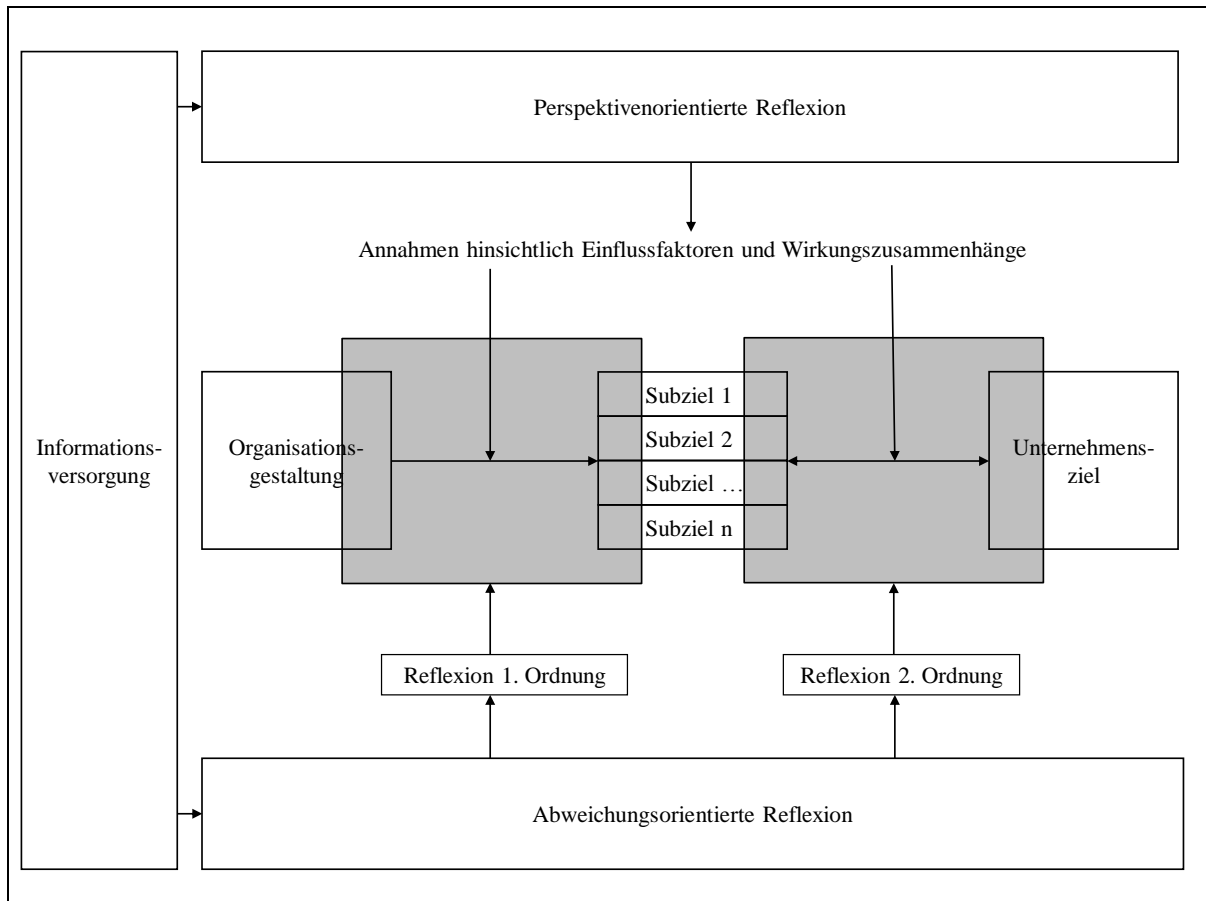 Perspektivenorientierte Reflexion
Annahmen hinsichtlich Einflussfaktoren und Wirkungszusammenhänge
Informations-
versorgung
Organisations-
gestaltung
Subziel 1
Subziel 2
Subziel …
Subziel n
Unternehmens-
ziel
Reflexion 1. Ordnung
Reflexion 2. Ordnung
Abweichungsorientierte Reflexion